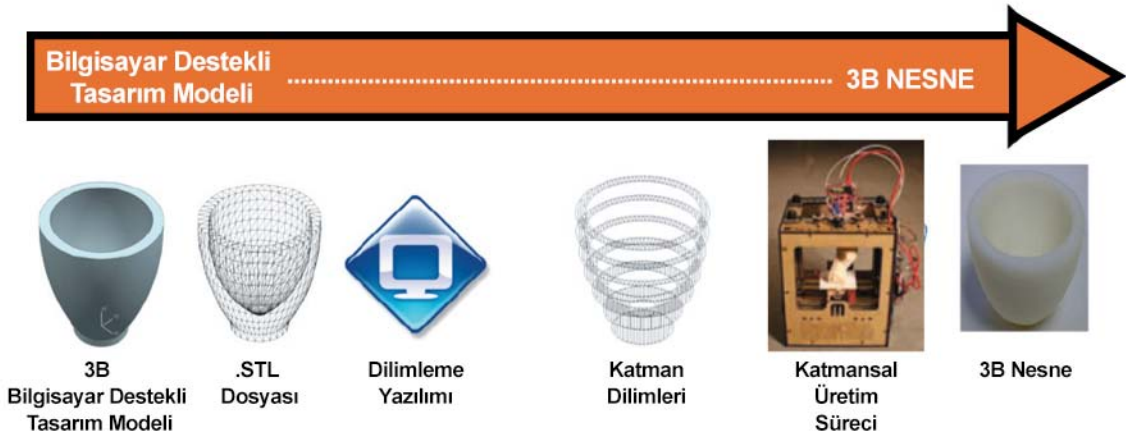 Bilgisayar Destekli
Tasarım Modeli ........................................................................ 3B NESNE
3B
Bilgisayar Destekli
Tasarım Modeli
.STL
Dosyası
Dilimleme
Yazılımı
Katman
Dilimleri
Katmansal
Üretim
Süreci
3B Nesne